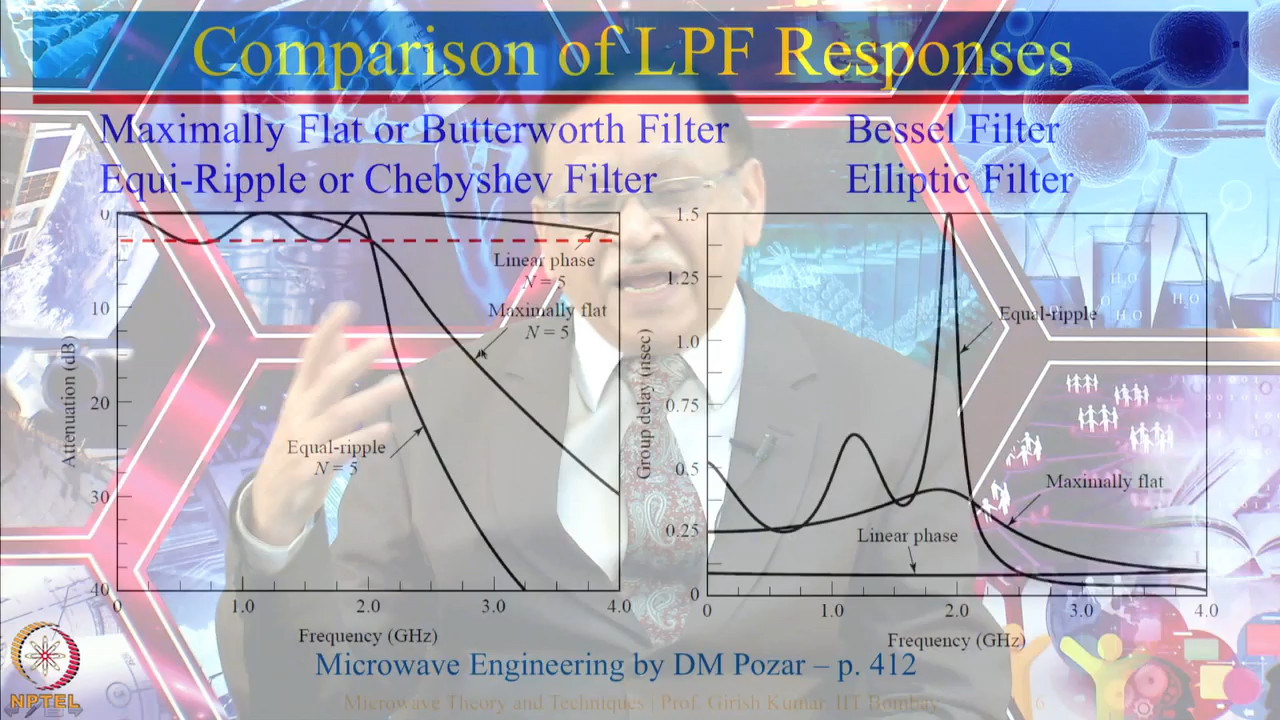 Comparison of LPF Responses
Maximally Flat or Butterworth Filter
Equi-Ripple or Chebyshev Filter
Bessel Filter
Elliptic Filter
0
10
20
30
40
Attenuation (dB)
Linear phase
N = 5
Maximally flat
N = 5
Equal-ripple
N = 5
0
1.0
2.0
3.0
4.0
Frequency (GHz)
1.5
1.25
1.0
0.75
0.5
0.25
0
Group delay (nsec)
Equal-ripple
Maximally flat
Linear phase
0
1.0
2.0
3.0
4.0
Frequency (GHz)
H₂O
H₂O
O
H O
Microwave Engineering by DM Pozar – p. 412
Microwave Theory and Techniques | Prof. Girish Kumar, IIT Bombay
6
NPTEL